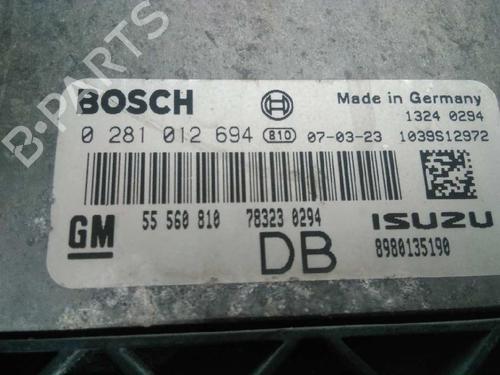 B-PARTS
BOSCH
Made in Germany
1324 0294
0 281 012 694 810 07-03-23 1039S12972
55 560 810 78323 0294
GM
DB
ISUZU
8980135190